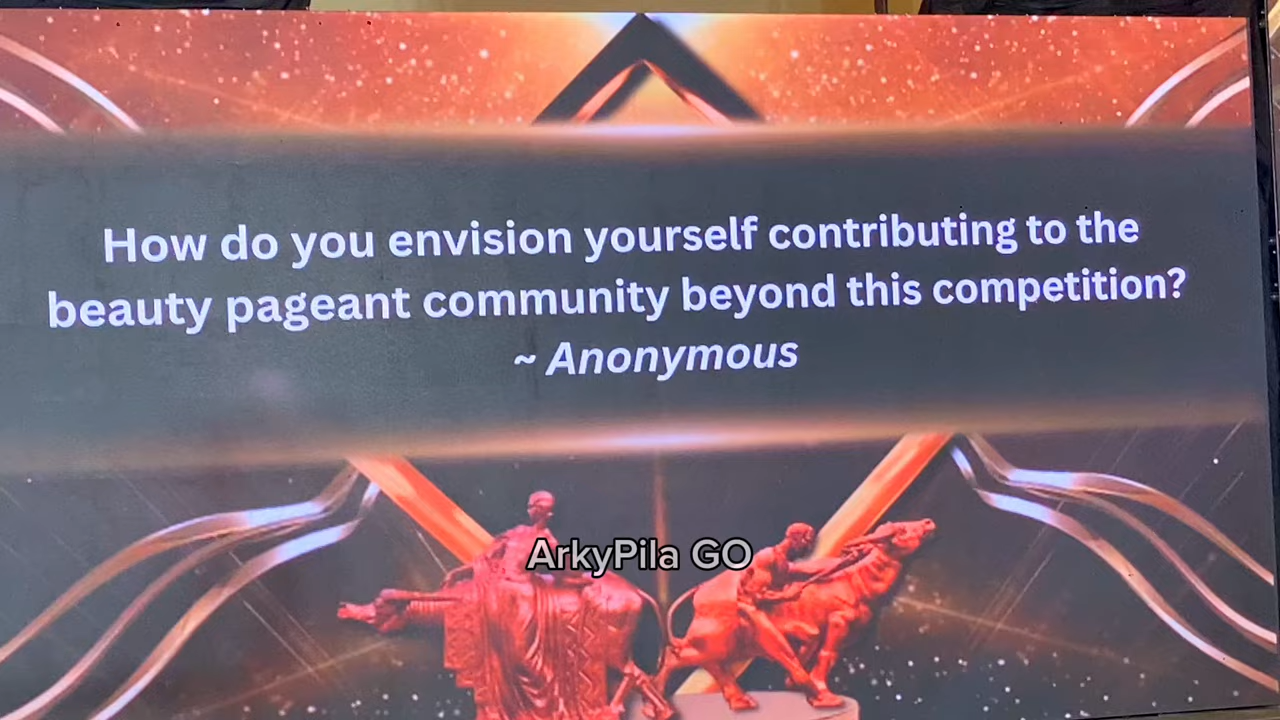 How do you envision yourself contributing to the
beauty pageant community beyond this competition?
~ Anonymous
ArkyPila GO